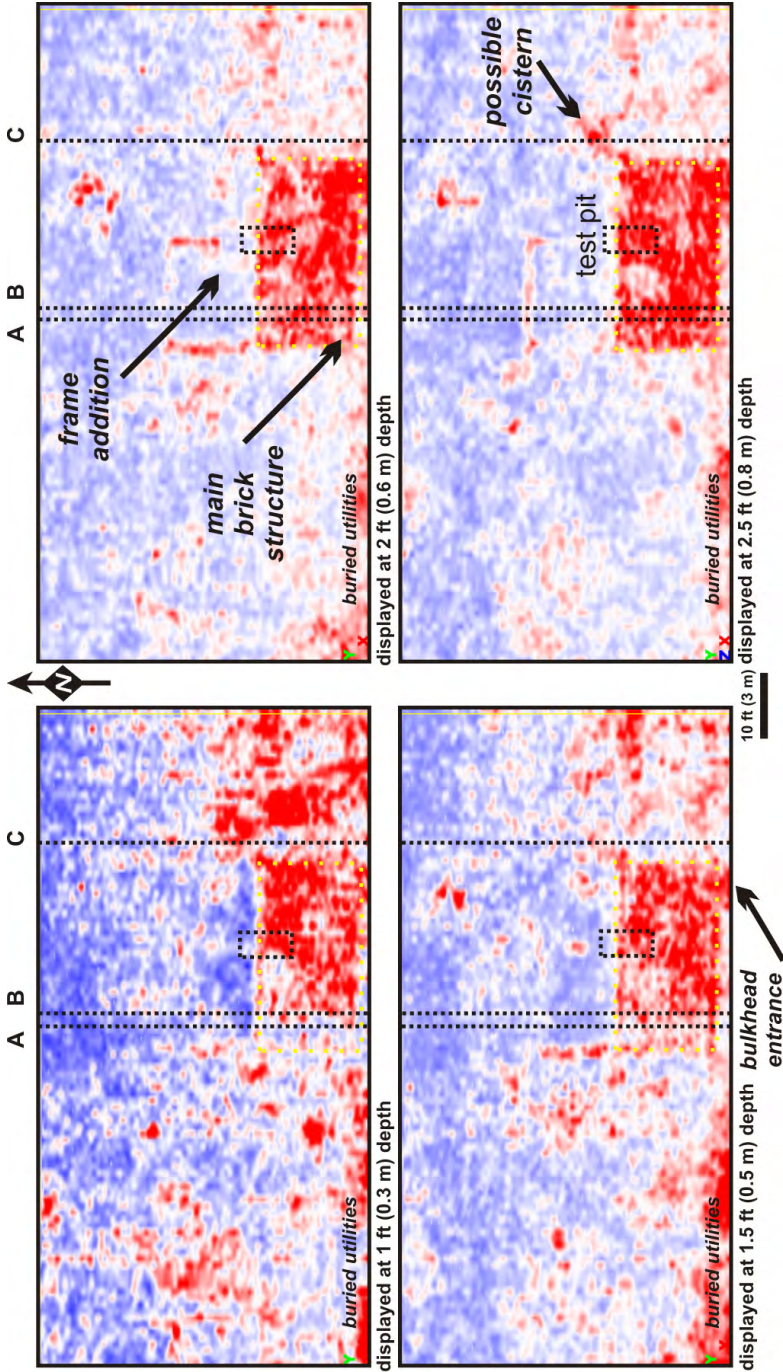 A B C
A B C
N
frame
addition
main
brick
structure
buried utilities
Y
buried utilities
Y
X
displayed at 1 ft (0.3 m) depth
displayed at 2 ft (0.6 m) depth
possible
cistern
test pit
buried utilities
Y
X
buried utilities
Y
Z
X
displayed at 1.5 ft (0.5 m) depth
bulkhead
entrance
10 ft (3 m)
displayed at 2.5 ft (0.8 m) depth